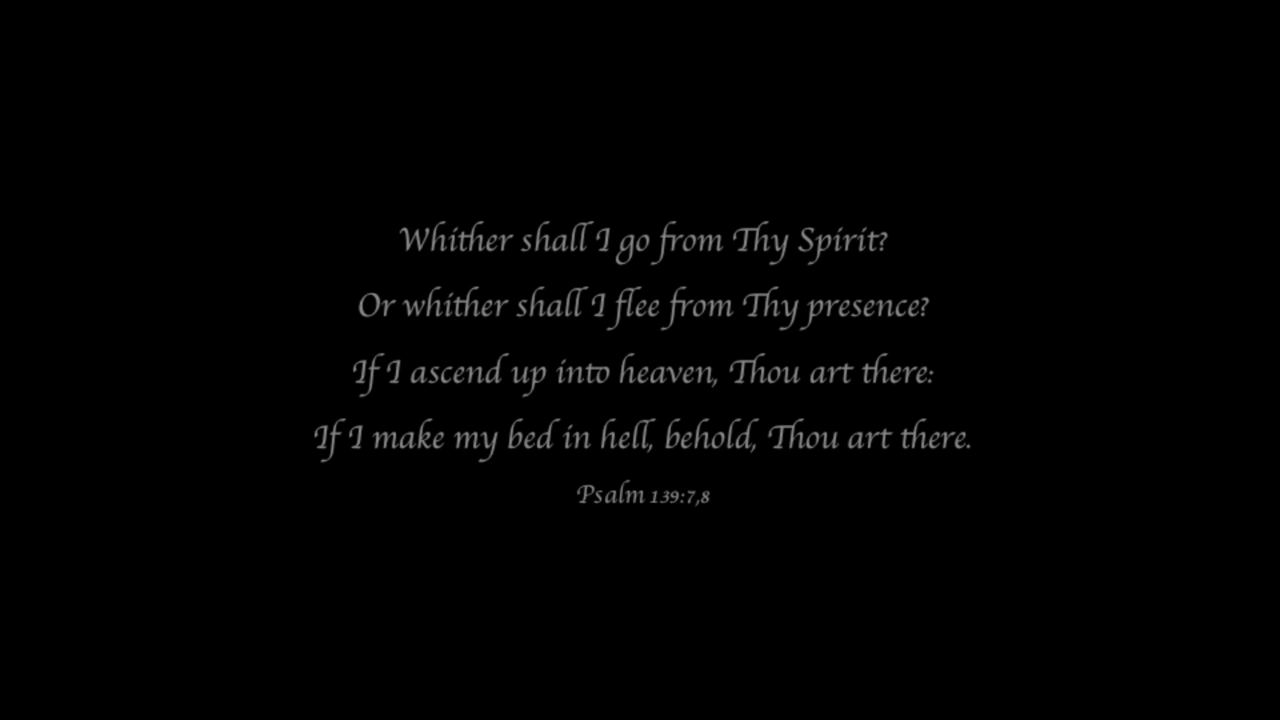 Whither shall I go from Thy Spirit?
Or whither shall I flee from Thy presence?
If I ascend up into heaven, Thou art there:
If I make my bed in hell, behold, Thou art there.
Psalm 139:7,8